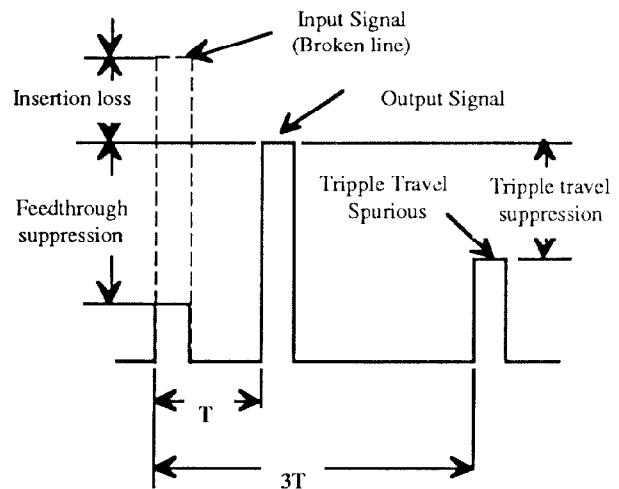 Input Signal
(Broken line)
Insertion loss
Output Signal
Feedthrough
suppression
Tripple Travel
Spurious
Tripple travel
suppression
T
3T